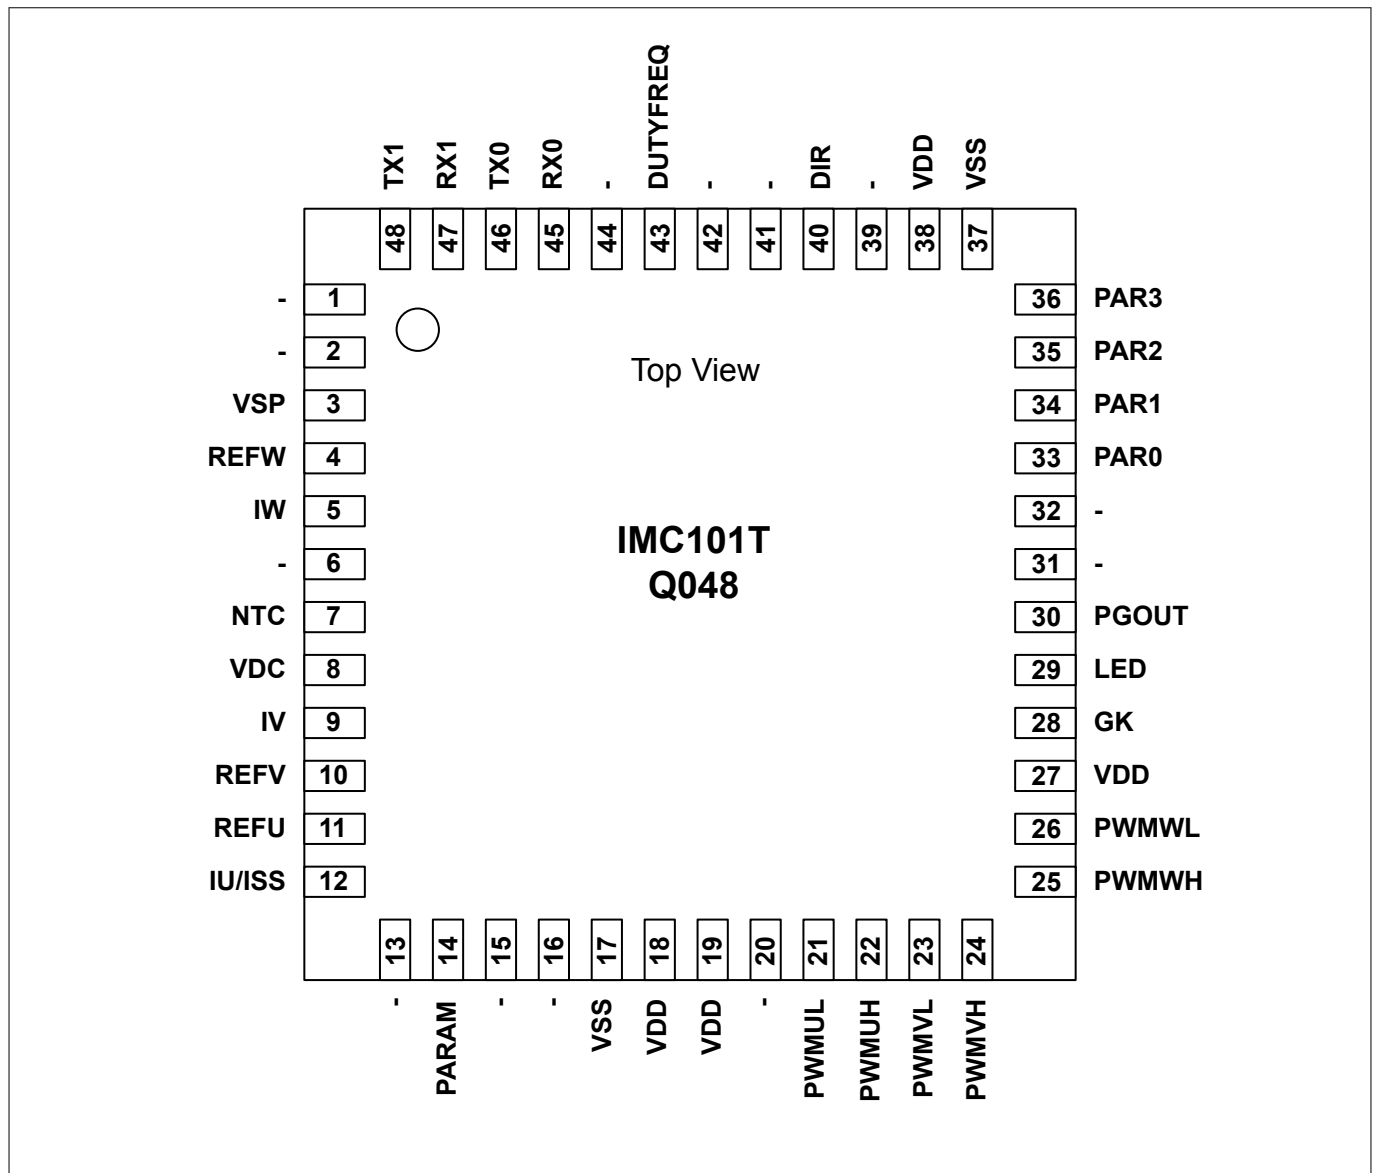 TX1 RX1 TX0 RX0 - DUTYFREQ - - DIR - VDD VSS
48 47 46 45 44 43 42 41 40 39 38 37
- 1 36 PAR3
- 2 35 PAR2
Top View
VSP 3 34 PAR1
REFW 4 33 PAR0
IW 5 32 -
IMC101T
- 6 31 -
Q048
NTC 7 30 PGOUT
VDC 8 29 LED
IV 9 28 GK
REFV 10 27 VDD
REFU 11 26 PWMWL
IU/ISS 12 25 PWMWH
13 14 15 16 17 18 19 20 21 22 23 24
- PARAM - - VSS VDD VDD - PWMUL PWMUH PWMVL PWMVH